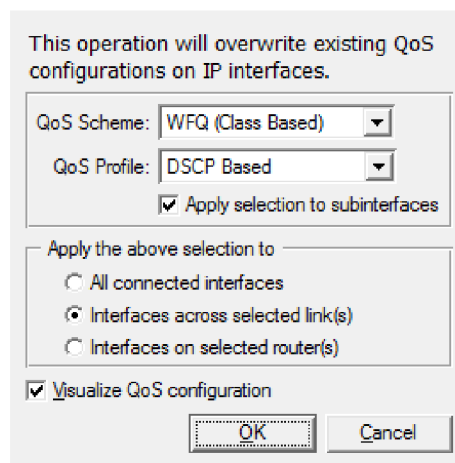 This operation will overwrite existing QoS
configurations on IP interfaces.
QoS Scheme: WFQ (Class Based)
QoS Profile: DSCP Based
Apply selection to subinterfaces
Apply the above selection to
All connected interfaces
Interfaces across selected link(s)
Interfaces on selected router(s)
Visualize QoS configuration
OK Cancel